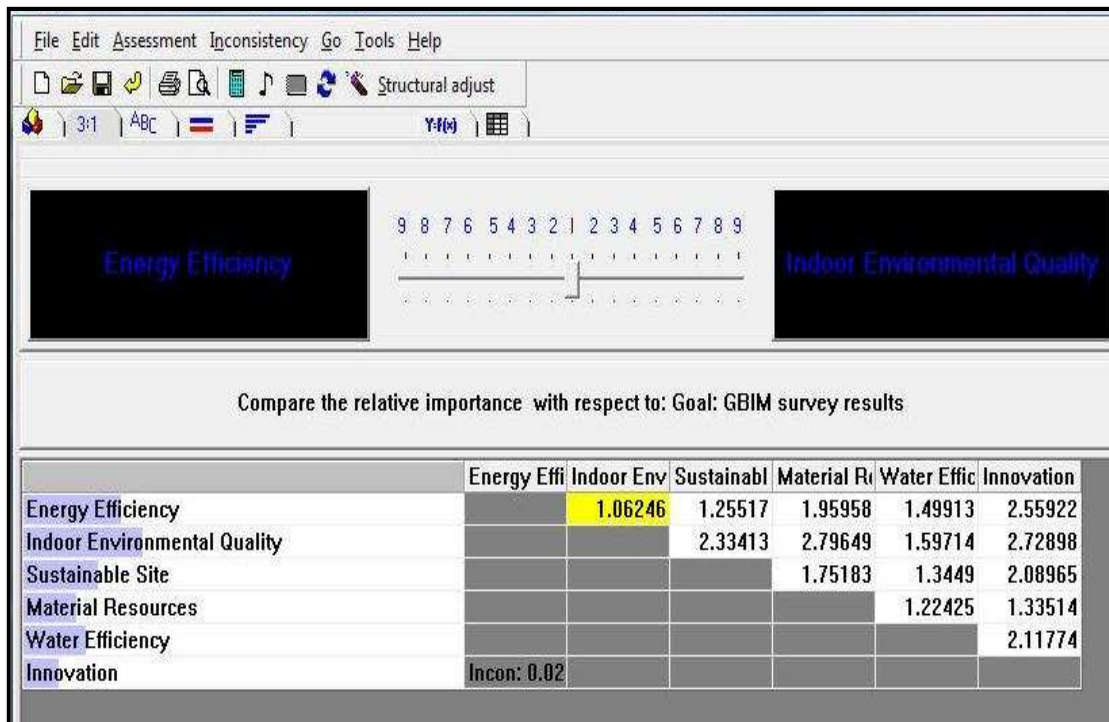 File Edit Assessment Inconsistency Go Tools Help
Structural adjust
3:1 ABC Y=F(x)
9 8 7 6 5 4 3 2 1 2 3 4 5 6 7 8 9
Energy Efficiency Indoor Environmental Quality
Compare the relative importance with respect to: Goal: GBIM survey results
Energy Effi Indoor Env Sustainabl Material R Water Effic Innovation
Energy Efficiency 1.06246 1.25517 1.95958 1.49913 2.55922
Indoor Environmental Quality 2.33413 2.79649 1.59714 2.72898
Sustainable Site 1.75183 1.3449 2.08965
Material Resources 1.22425 1.33514
Water Efficiency 2.11774
Innovation Incon: 0.02